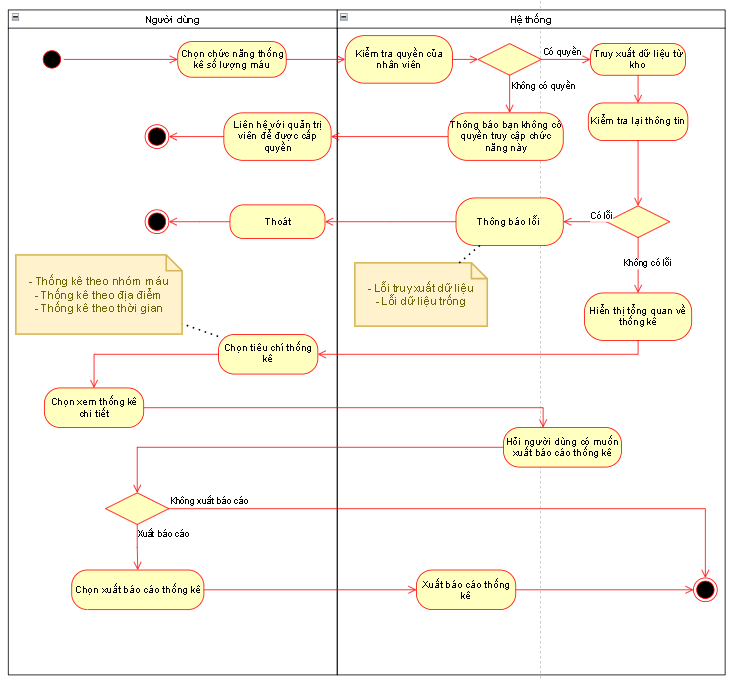 Người dùng
Hệ thống
Chọn chức năng thống
kê số lượng máu
Kiểm tra quyền của
nhân viên
Có quyền
Truy xuất dữ liệu từ
kho
Không có quyền
Liên hệ với quản trị
viên để được cấp
quyền
Thông báo bạn không có
quyền truy cập chức
năng này
Kiểm tra lại thông tin
Thoát
Thông báo lỗi
Có lỗi
Không có lỗi
- Thống kê theo nhóm máu
- Thống kê theo địa điểm
- Thống kê theo thời gian
- Lỗi truy xuất dữ liệu
- Lỗi dữ liệu trống
Hiển thị tổng quan về
thống kê
Chọn tiêu chí thống
kê
Chọn xem thống kê
chi tiết
Hỏi người dùng có muốn
xuất báo cáo thống kê
Không xuất báo cáo
Xuất báo cáo
Chọn xuất báo cáo thống kê
Xuất báo cáo thống
kê